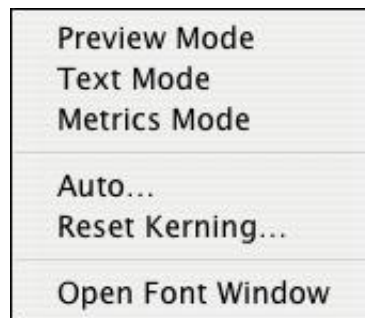 Preview Mode
Text Mode
Metrics Mode
Auto...
Reset Kerning...
Open Font Window